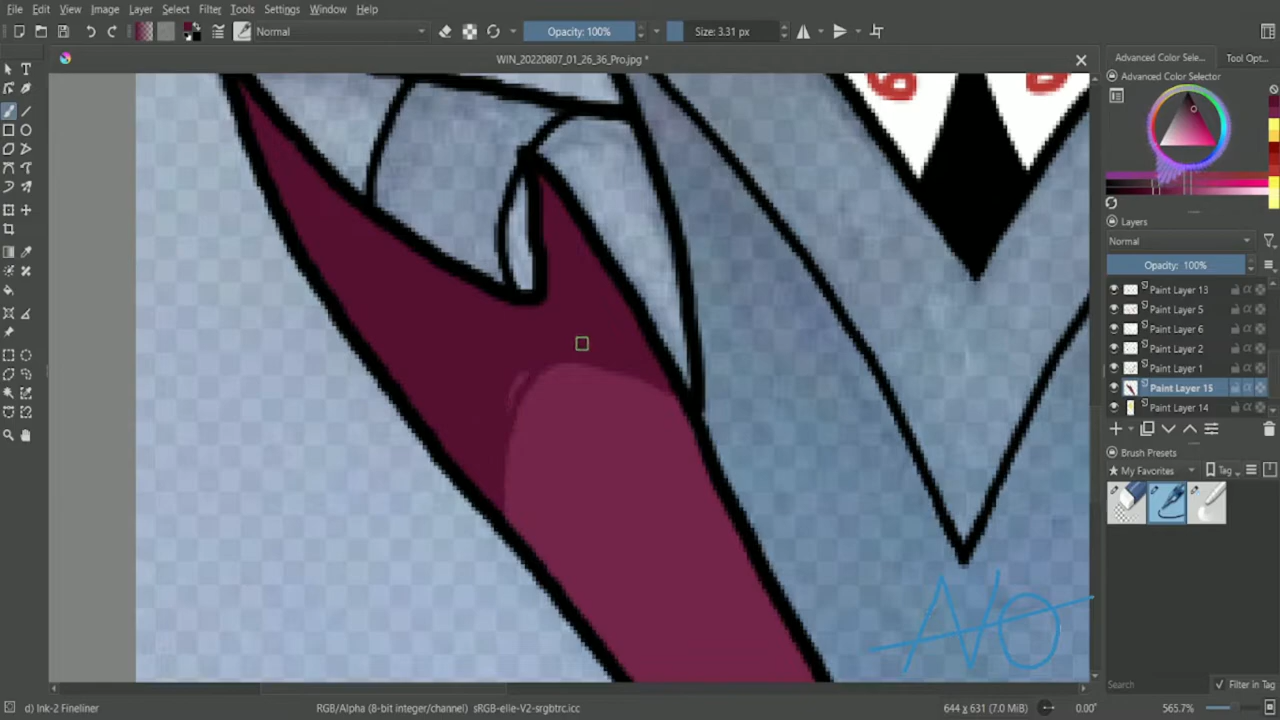 File Edit View Image Layer Select Filter Tools Settings Window Help
Normal Opacity: 100% Size: 3.31 px
WIN_20220807_01_26_36_Pro.jpg *
Advanced Color Sele... Tool Opt...
Advanced Color Selector
Layers
Normal
Opacity: 100%
Paint Layer 13
Paint Layer 5
Paint Layer 6
Paint Layer 2
Paint Layer 1
Paint Layer 15
Paint Layer 14
Brush Presets
My Favorites Tag
Search Filter in Tag
d) Ink-2 Fineliner RGB/Alpha (8-bit integer/channel) sRGB-elle-V2-srgbtrc.icc 644 x 631 (7.0 MiB) 0.00° 565.7%